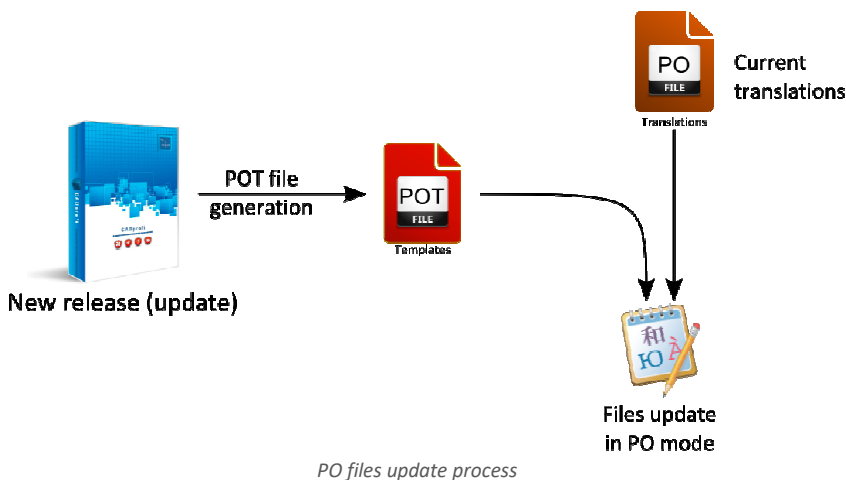 PO
FILE
Translations
Current
translations
POT file
generation
POT
FILE
Templates
CADprofi
New release (update)
和
Ю À
Files update
in PO mode
PO files update process